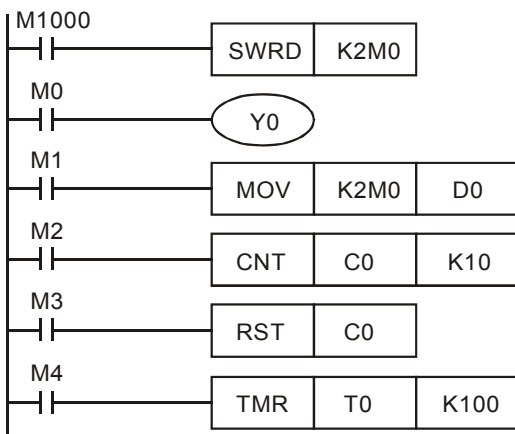 M1000
SWRD K2M0
M0
Y0
M1
MOV K2M0 D0
M2
CNT C0 K10
M3
RST C0
M4
TMR T0 K100